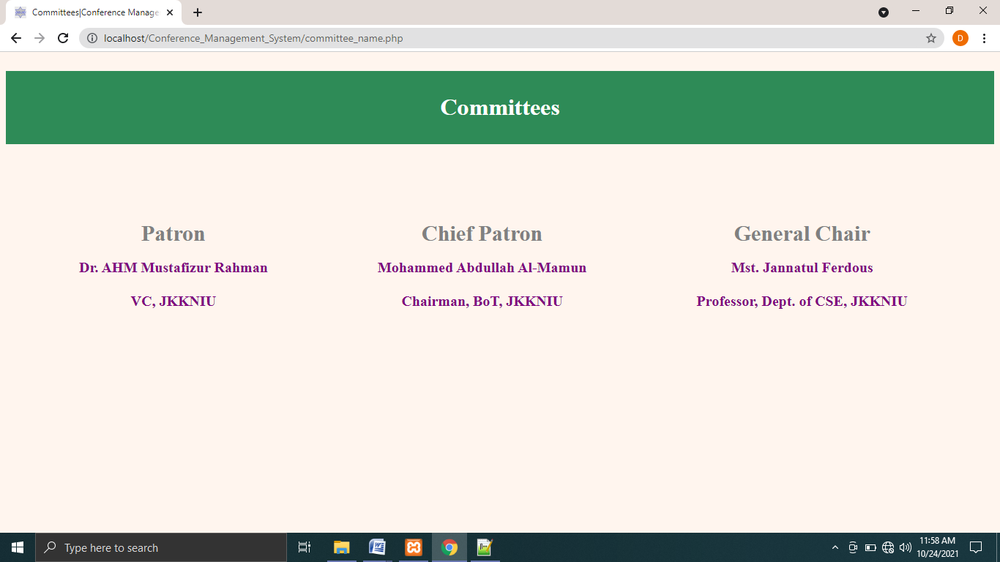 Committees|Conference Manage
localhost/Conference_Management_System/committee_name.php
D
Committees
Patron
Dr. AHM Mustafizur Rahman
VC, JKKNIU
Chief Patron
Mohammed Abdullah Al-Mamun
Chairman, BoT, JKKNIU
General Chair
Mst. Jannatul Ferdous
Professor, Dept. of CSE, JKKNIU
Type here to search
11:58 AM
10/24/2021